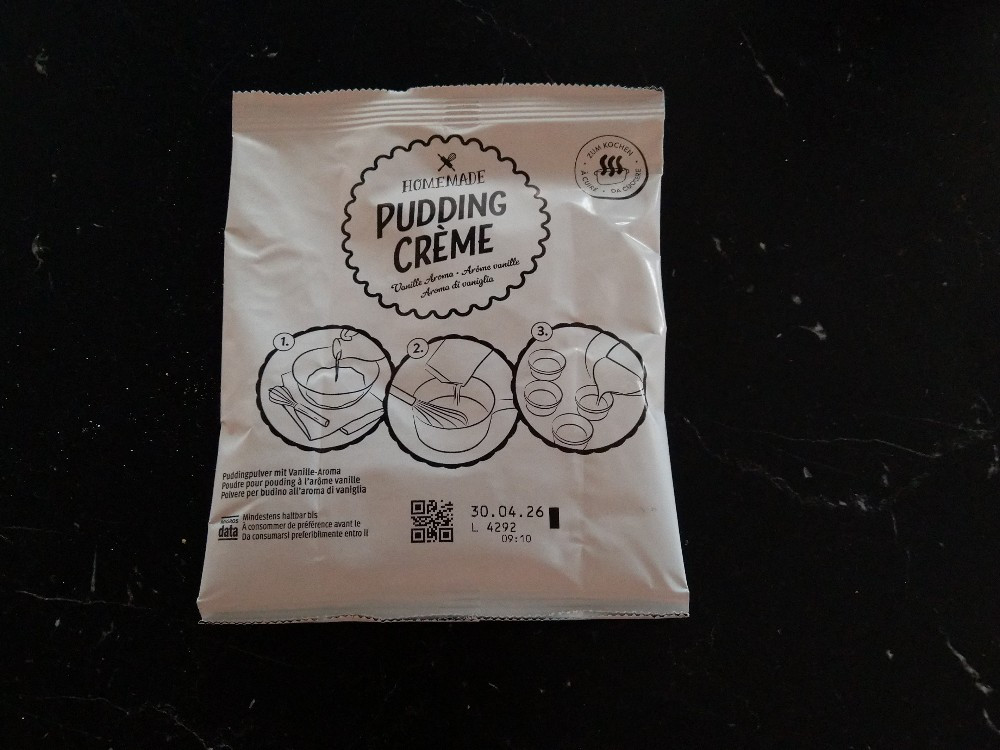 HOMEMADE
PUDDING
CRÈME
Vanille Aroma · Arôme vanille
Aroma di vaniglia
ZUM KOCHEN · À CUIRE · DA CUOCERE
1.
2.
3.
Puddingpulver mit Vanille-Aroma
Poudre pour pouding à l'arôme vanille
Polvere per budino all'aroma di vaniglia
MIGROS
data
Mindestens haltbar bis
À consommer de préférence avant le
Da consumarsi preferibilmente entro il
30.04.26
L 4292
09:10